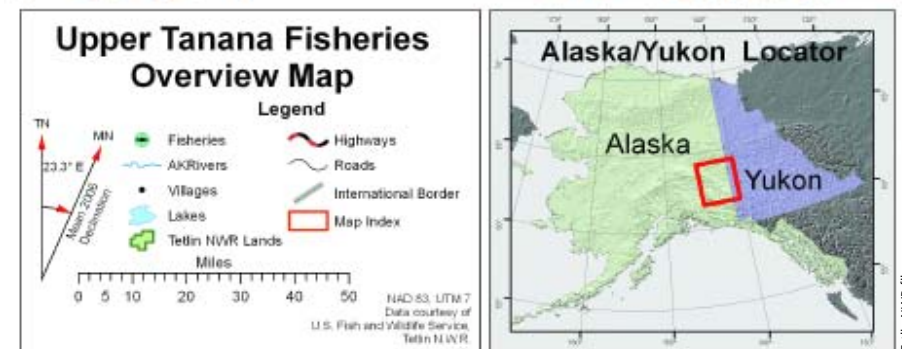 Upper Tanana Fisheries
Overview Map
Legend
TN
MN
23.3° E
Mean 2006
Declination
Fisheries
AKRivers
Villages
Lakes
Tetlin NWR Lands
Highways
Roads
International Border
Map Index
Miles
0 5 10 20 30 40 50
NAD 83, UTM 7
Data courtesy of
U.S. Fish and Wildlife Service,
Tetlin N.W.R.
Alaska/Yukon Locator
Alaska
Yukon